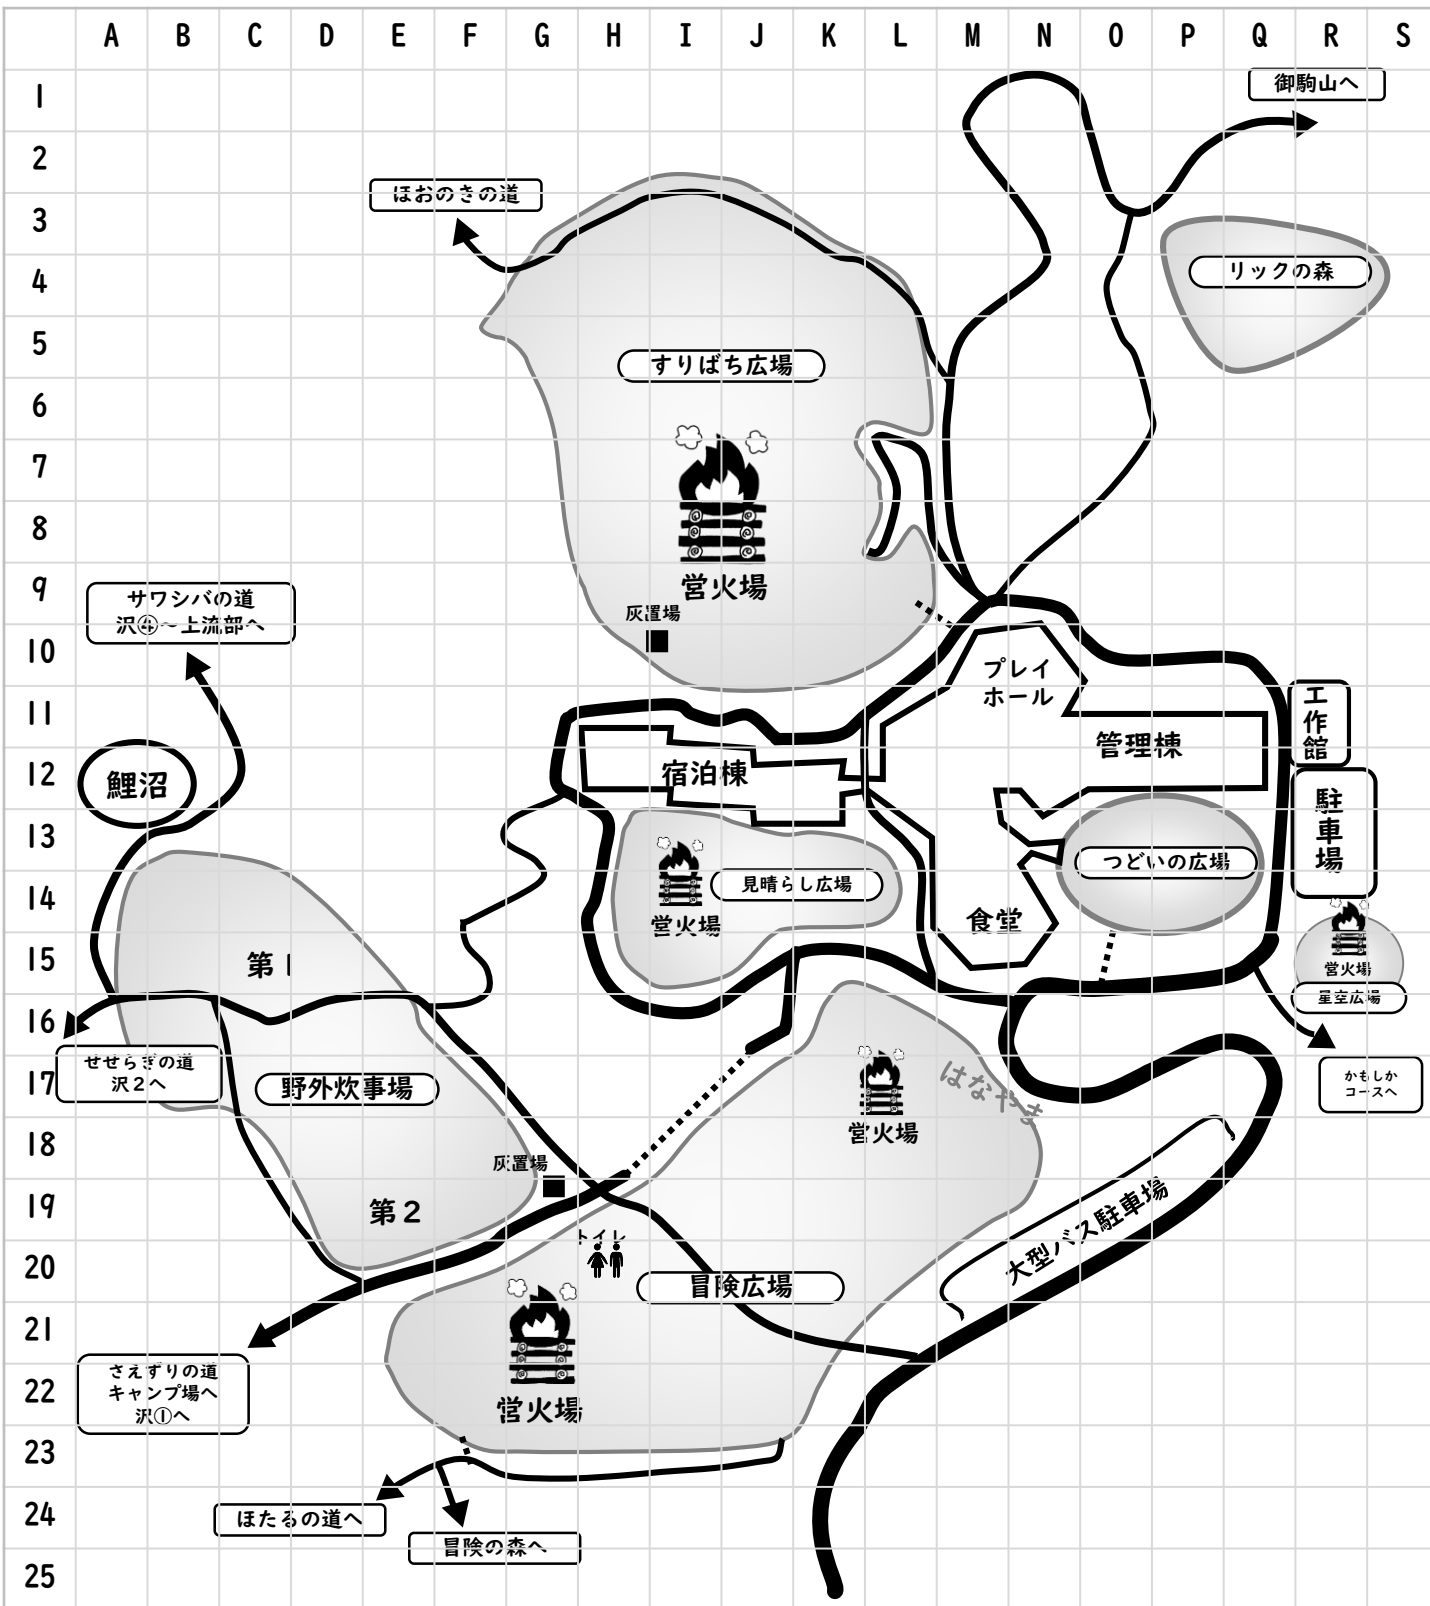 A B C D E F G H I J K L M N O P Q R S
1
2
3
4
5
6
7
8
9
10
11
12
13
14
15
16
17
18
19
20
21
22
23
24
25
御駒山へ
ほおのきの道
リックの森
すりばち広場
営火場
灰置場
サワシバの道
沢④～上流部へ
プレイ
ホール
工作館
管理棟
宿泊棟
鯉沼
駐車場
つどいの広場
見晴らし広場
営火場
食堂
第1
営火場
星空広場
せせらぎの道
沢2へ
野外炊事場
はなやま
かもしか
コースへ
営火場
灰置場
第2
大型バス駐車場
トイレ
冒険広場
さえずりの道
キャンプ場へ
沢①へ
営火場
ほたるの道へ
冒険の森へ